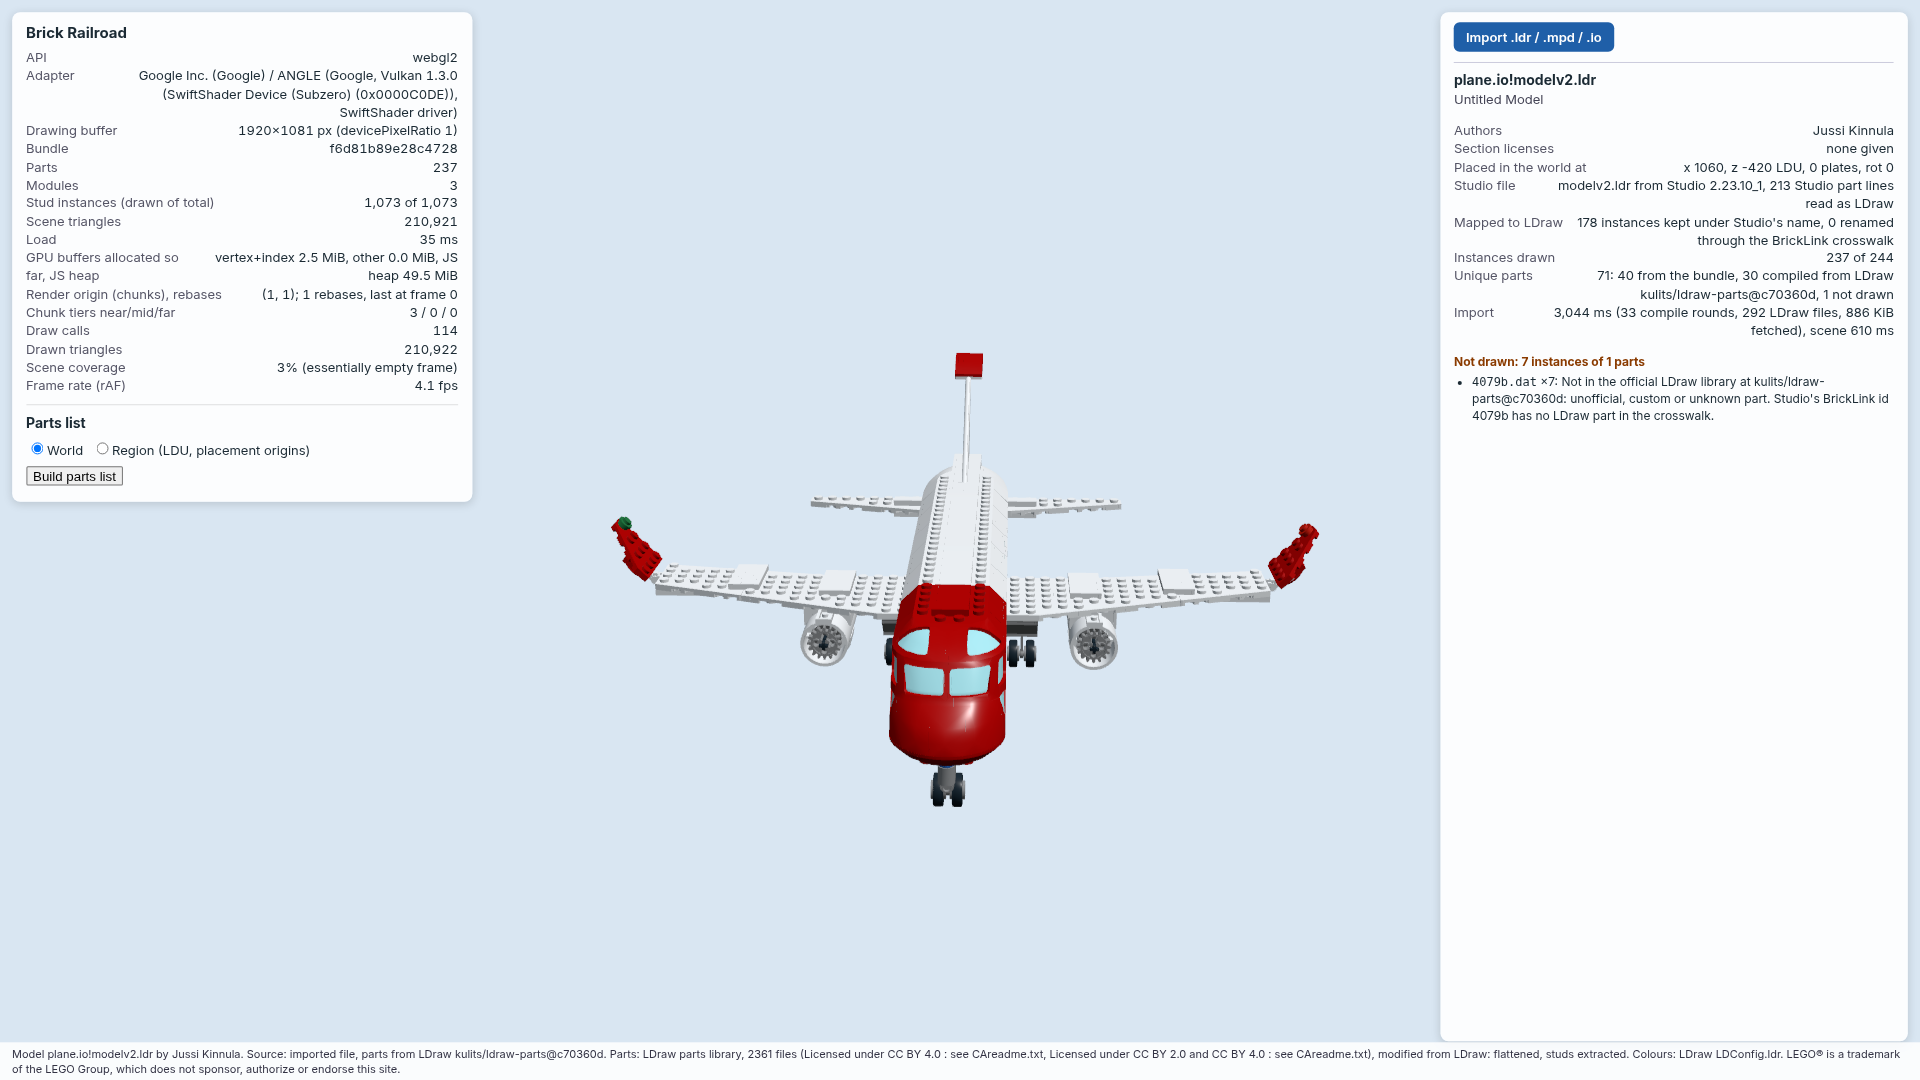 Brick Railroad
API webgl2
Adapter Google Inc. (Google) / ANGLE (Google, Vulkan 1.3.0
(SwiftShader Device (Subzero) (0x0000C0DE)),
SwiftShader driver)
Drawing buffer 1920×1081 px (devicePixelRatio 1)
Bundle f6d81b89e28c4728
Parts 237
Modules 3
Stud instances (drawn of total) 1,073 of 1,073
Scene triangles 210,921
Load 35 ms
GPU buffers allocated so vertex+index 2.5 MiB, other 0.0 MiB, JS
far, JS heap heap 49.5 MiB
Render origin (chunks), rebases (1, 1); 1 rebases, last at frame 0
Chunk tiers near/mid/far 3 / 0 / 0
Draw calls 114
Drawn triangles 210,922
Scene coverage 3% (essentially empty frame)
Frame rate (rAF) 4.1 fps
Parts list
World Region (LDU, placement origins)
Build parts list
Import .ldr / .mpd / .io
plane.io!modelv2.ldr
Untitled Model
Authors Jussi Kinnula
Section licenses none given
Placed in the world at x 1060, z -420 LDU, 0 plates, rot 0
Studio file modelv2.ldr from Studio 2.23.10_1, 213 Studio part lines
read as LDraw
Mapped to LDraw 178 instances kept under Studio's name, 0 renamed
through the BrickLink crosswalk
Instances drawn 237 of 244
Unique parts 71: 40 from the bundle, 30 compiled from LDraw
kulits/ldraw-parts@c70360d, 1 not drawn
Import 3,044 ms (33 compile rounds, 292 LDraw files, 886 KiB
fetched), scene 610 ms
Not drawn: 7 instances of 1 parts
• 4079b.dat ×7: Not in the official LDraw library at kulits/ldraw-
parts@c70360d: unofficial, custom or unknown part. Studio's BrickLink id
4079b has no LDraw part in the crosswalk.
Model plane.io!modelv2.ldr by Jussi Kinnula. Source: imported file, parts from LDraw kulits/ldraw-parts@c70360d. Parts: LDraw parts library, 2361 files (Licensed under CC BY 4.0 : see CAreadme.txt, Licensed under CC BY 2.0 and CC BY 4.0 : see CAreadme.txt), modified from LDraw: flattened, studs extracted. Colours: LDraw LDConfig.ldr. LEGO® is a trademark
of the LEGO Group, which does not sponsor, authorize or endorse this site.